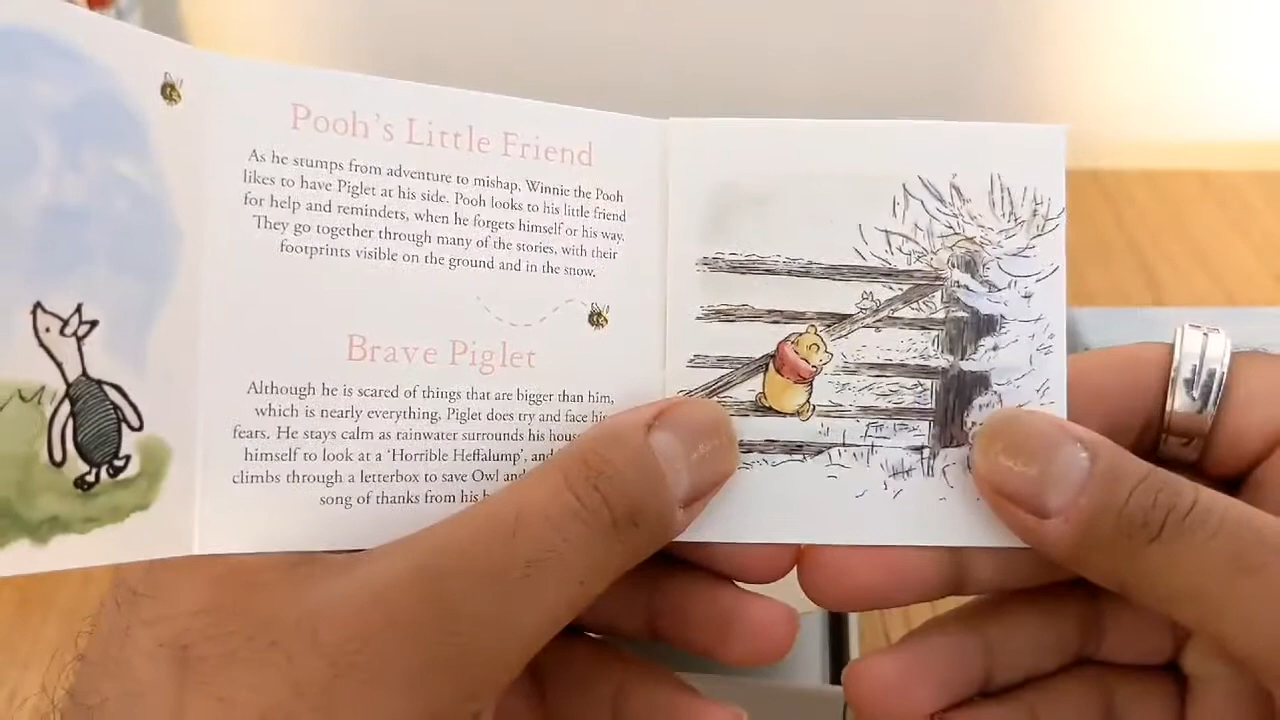 Pooh's Little Friend
As he stumps from adventure to mishap, Winnie the Pooh
likes to have Piglet at his side. Pooh looks to his little friend
for help and reminders, when he forgets himself or his way.
They go together through many of the stories, with their
footprints visible on the ground and in the snow.
Brave Piglet
Although he is scared of things that are bigger than him,
which is nearly everything, Piglet does try and face his
fears. He stays calm as rainwater surrounds his
himself to look at a 'Horrible Heffalump', and
climbs through a letterbox to save Owl
song of thanks from his